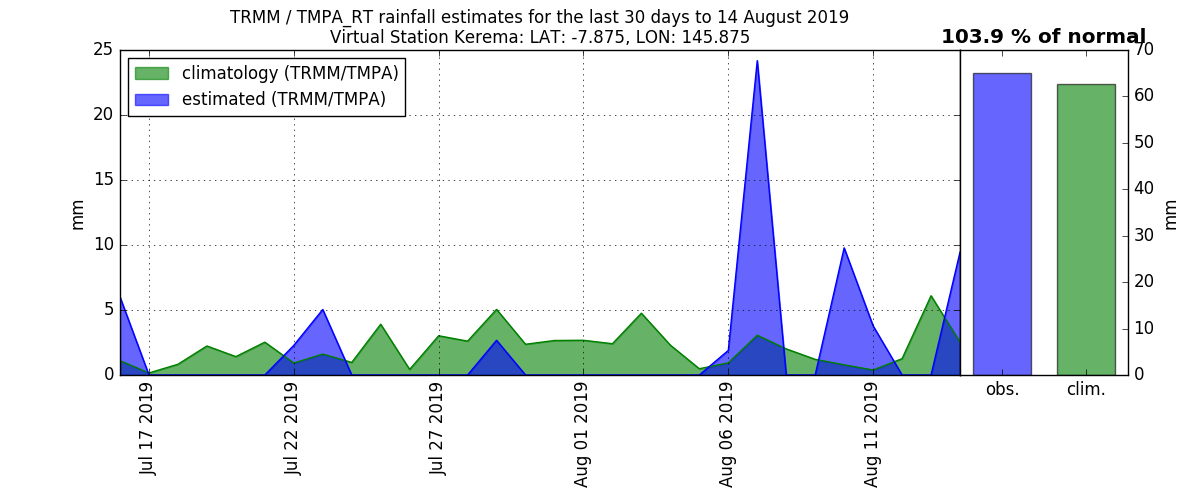 TRMM / TMPA_RT rainfall estimates for the last 30 days to 14 August 2019
Virtual Station Kerema: LAT: -7.875, LON: 145.875
103.9 % of normal
climatology (TRMM/TMPA)
estimated (TRMM/TMPA)
25
20
15
10
5
0
mm
Jul 17 2019
Jul 22 2019
Jul 27 2019
Aug 01 2019
Aug 06 2019
Aug 11 2019
70
60
50
40
30
20
10
0
mm
obs.
clim.